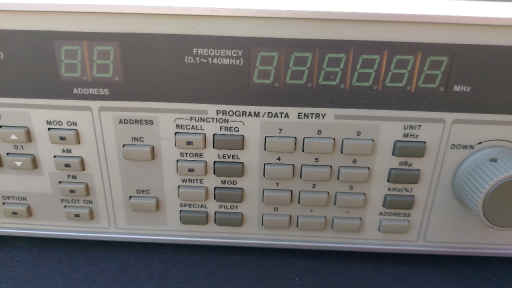 FREQUENCY
(0.1~140MHz)
MHz
ADDRESS
PROGRAM/DATA ENTRY
FUNCTION
MOD ON
0.1
AM
FM
OPTION
PILOT ON
ADDRESS
INC
DEC
RECALL FREQ
STORE LEVEL
WRITE MOD
SPECIAL PILOT
7 8 9
4 5 6
1 2 3
0 . -
UNIT
MHz
dBμ
kHz(%)
ADDRESS
DOWN